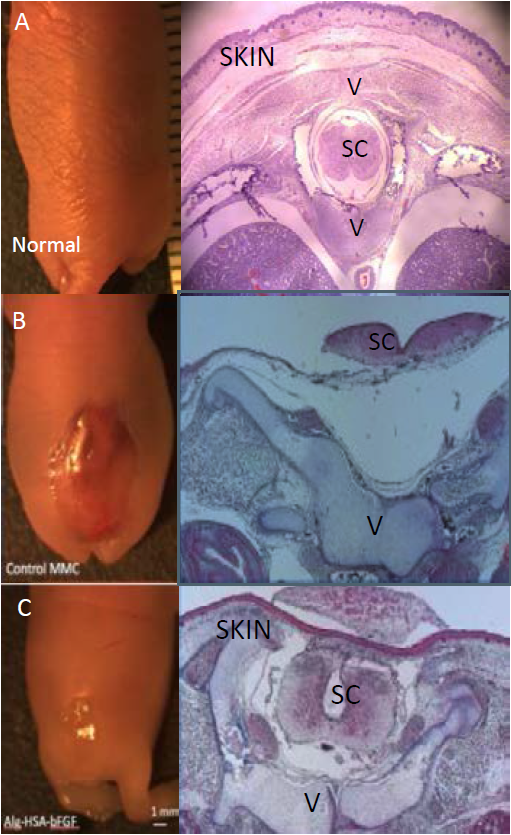 A
SKIN
V
SC
Normal
V
B
SC
V
Control MMC
C
SKIN
SC
V
Alg-HSA-bFGF
1 mm